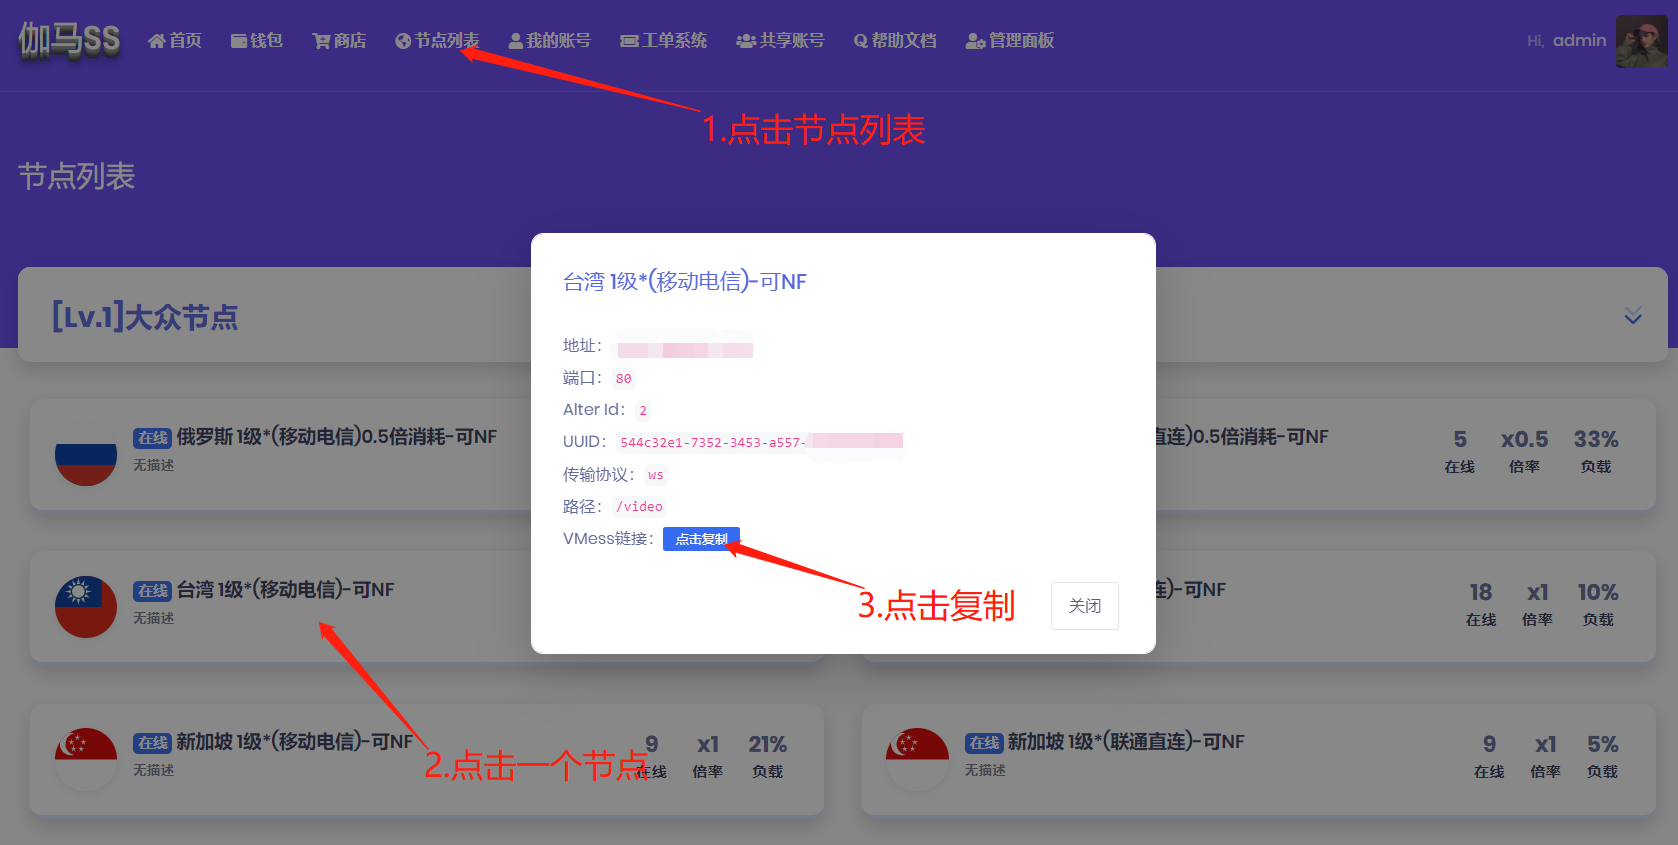 伽马SS 首页 钱包 商店 节点列表 我的账号 工单系统 共享账号 帮助文档 管理面板 Hi, admin
1.点击节点列表
节点列表
[Lv.1]大众节点
台湾 1级*(移动电信)-可NF
地址：
端口： 80
Alter Id： 2
UUID： 544c32e1-7352-3453-a557-
传输协议： ws
路径： /video
VMess链接： 点击复制
3.点击复制
关闭
在线 俄罗斯 1级*(移动电信)0.5倍消耗-可NF
无描述
直连)0.5倍消耗-可NF
5 x0.5 33%
在线 倍率 负载
在线 台湾 1级*(移动电信)-可NF
无描述
连)-可NF
18 x1 10%
在线 倍率 负载
2.点击一个节点
在线 新加坡 1级*(移动电信)-可NF
无描述
9 x1 21%
在线 倍率 负载
在线 新加坡 1级*(联通直连)-可NF
无描述
9 x1 5%
在线 倍率 负载